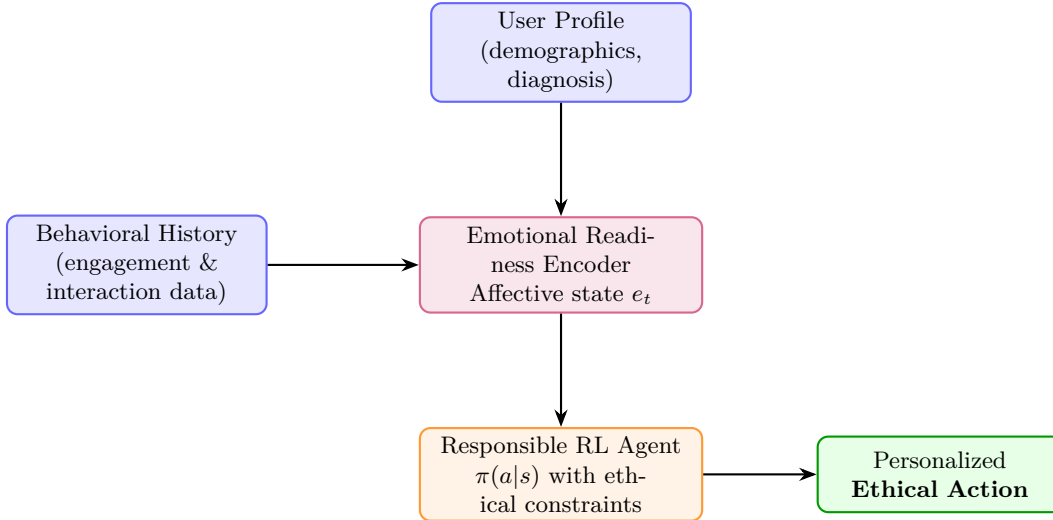 User Profile
(demographics,
diagnosis)
Behavioral History
(engagement &
interaction data)
Emotional Readi-
ness Encoder
Affective state e_t
Responsible RL Agent
π(a|s) with eth-
ical constraints
Personalized
Ethical Action